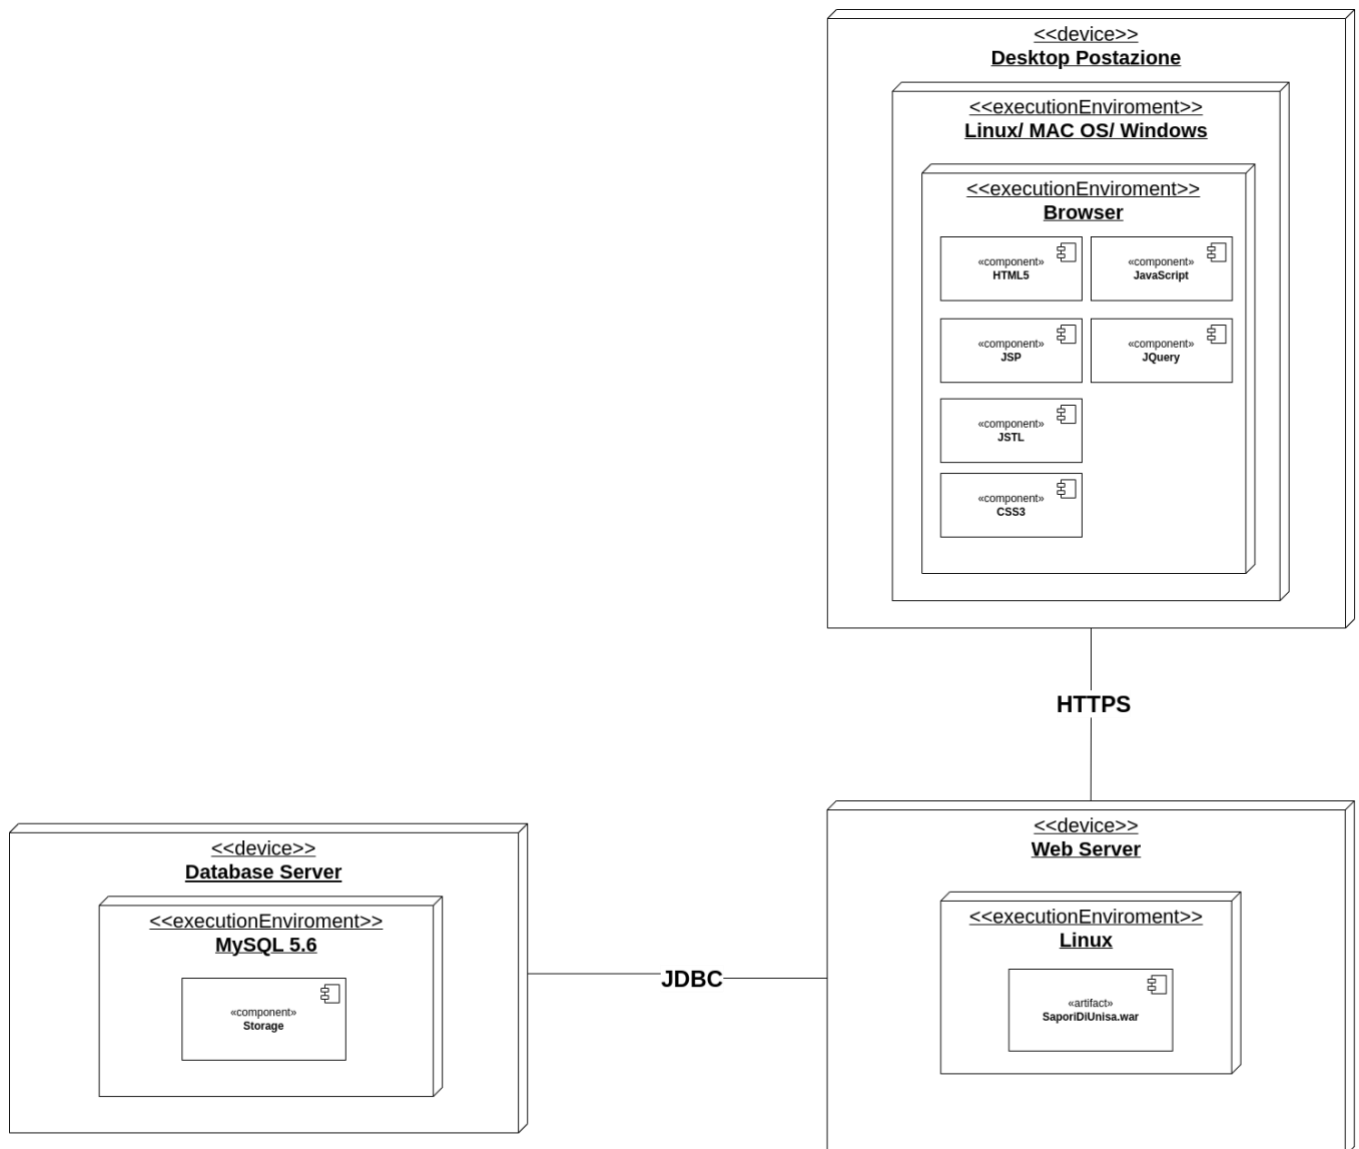 <<device>>
Desktop Postazione
<<executionEnviroment>>
Linux/ MAC OS/ Windows
<<executionEnviroment>>
Browser
«component»
HTML5
«component»
JavaScript
«component»
JSP
«component»
JQuery
«component»
JSTL
«component»
CSS3
HTTPS
<<device>>
Database Server
<<executionEnviroment>>
MySQL 5.6
«component»
Storage
JDBC
<<device>>
Web Server
<<executionEnviroment>>
Linux
«artifact»
SaporiDiUnisa.war